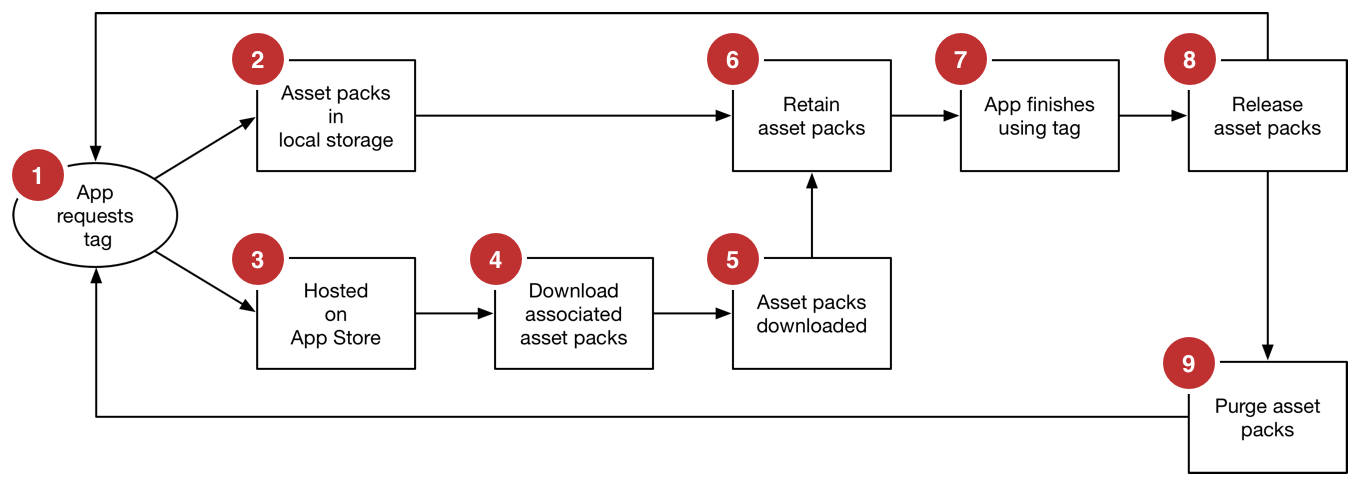 1
App
requests
tag
2
Asset packs
in
local storage
3
Hosted
on
App Store
4
Download
associated
asset packs
5
Asset packs
downloaded
6
Retain
asset packs
7
App finishes
using tag
8
Release
asset packs
9
Purge asset
packs